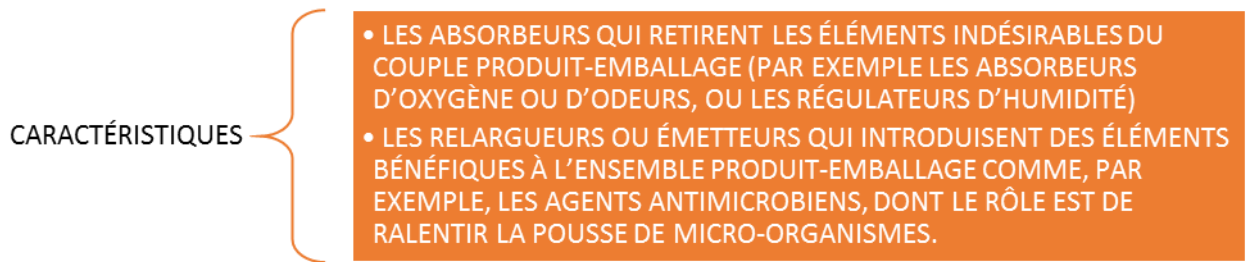 CARACTÉRISTIQUES
• LES ABSORBEURS QUI RETIRENT LES ÉLÉMENTS INDÉSIRABLES DU
COUPLE PRODUIT-EMBALLAGE (PAR EXEMPLE LES ABSORBEURS
D'OXYGÈNE OU D'ODEURS, OU LES RÉGULATEURS D'HUMIDITÉ)
• LES RELARGUEURS OU ÉMETTEURS QUI INTRODUISENT DES ÉLÉMENTS
BÉNÉFIQUES À L'ENSEMBLE PRODUIT-EMBALLAGE COMME, PAR
EXEMPLE, LES AGENTS ANTIMICROBIENS, DONT LE RÔLE EST DE
RALENTIR LA POUSSE DE MICRO-ORGANISMES.